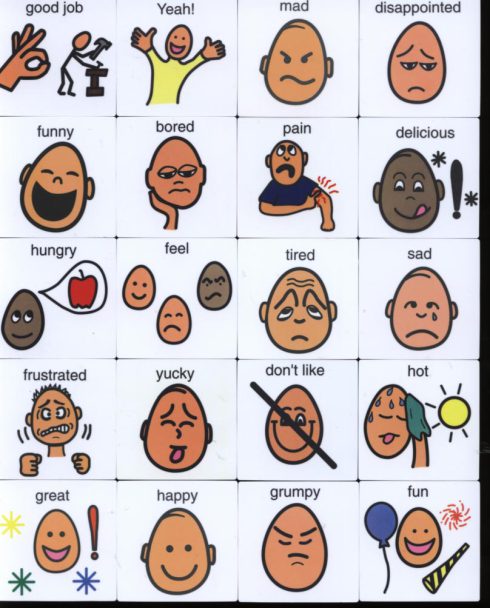 good job
Yeah!
mad
disappointed
funny
bored
pain
delicious
hungry
feel
tired
sad
frustrated
yucky
don't like
hot
great
happy
grumpy
fun